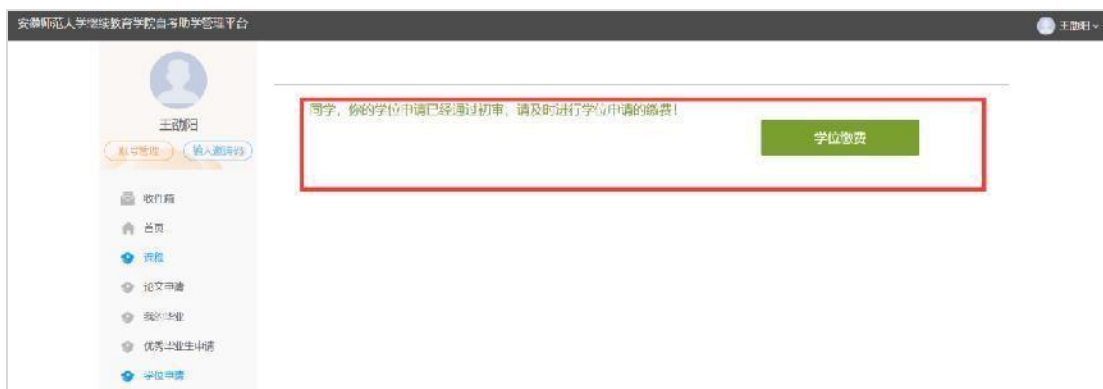 安徽师范大学继续教育学院自考助学管理平台
王劭阳
王劭阳
账号管理
输入邀请码
同学，你的学位申请已经通过初审，请及时进行学位申请的缴费！
学位缴费
收件箱
首页
课程
论文申请
我的毕业
优秀毕业生申请
学位申请